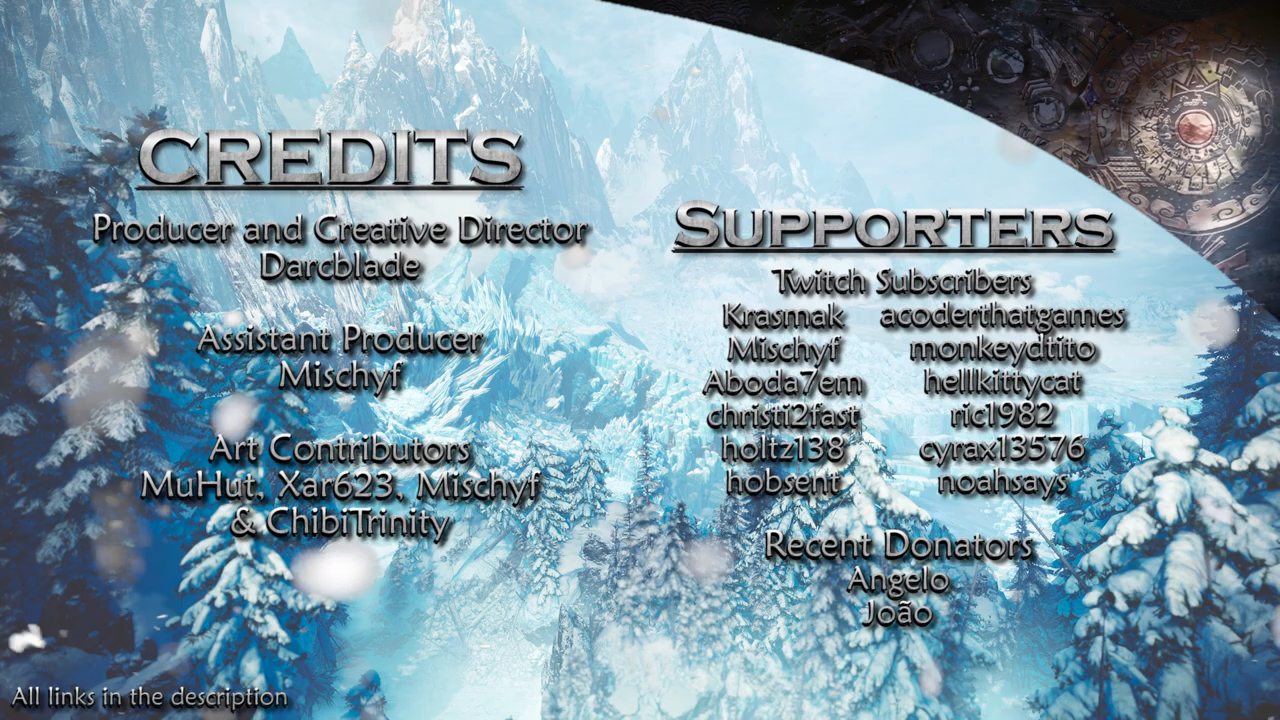 CREDITS
Producer and Creative Director
Darcblade
Assistant Producer
Mischyf
Art Contributors
MuHut, Xar623, Mischyf
& ChibiTrinity
SUPPORTERS
Twitch Subscribers
Krasmak acoderthatgames
Mischyf monkeydtito
Aboda7em hellkittycat
christi2fast ric1982
holtz138 cyrax13576
hobsent noahsays
Recent Donators
Angelo
João
All links in the description